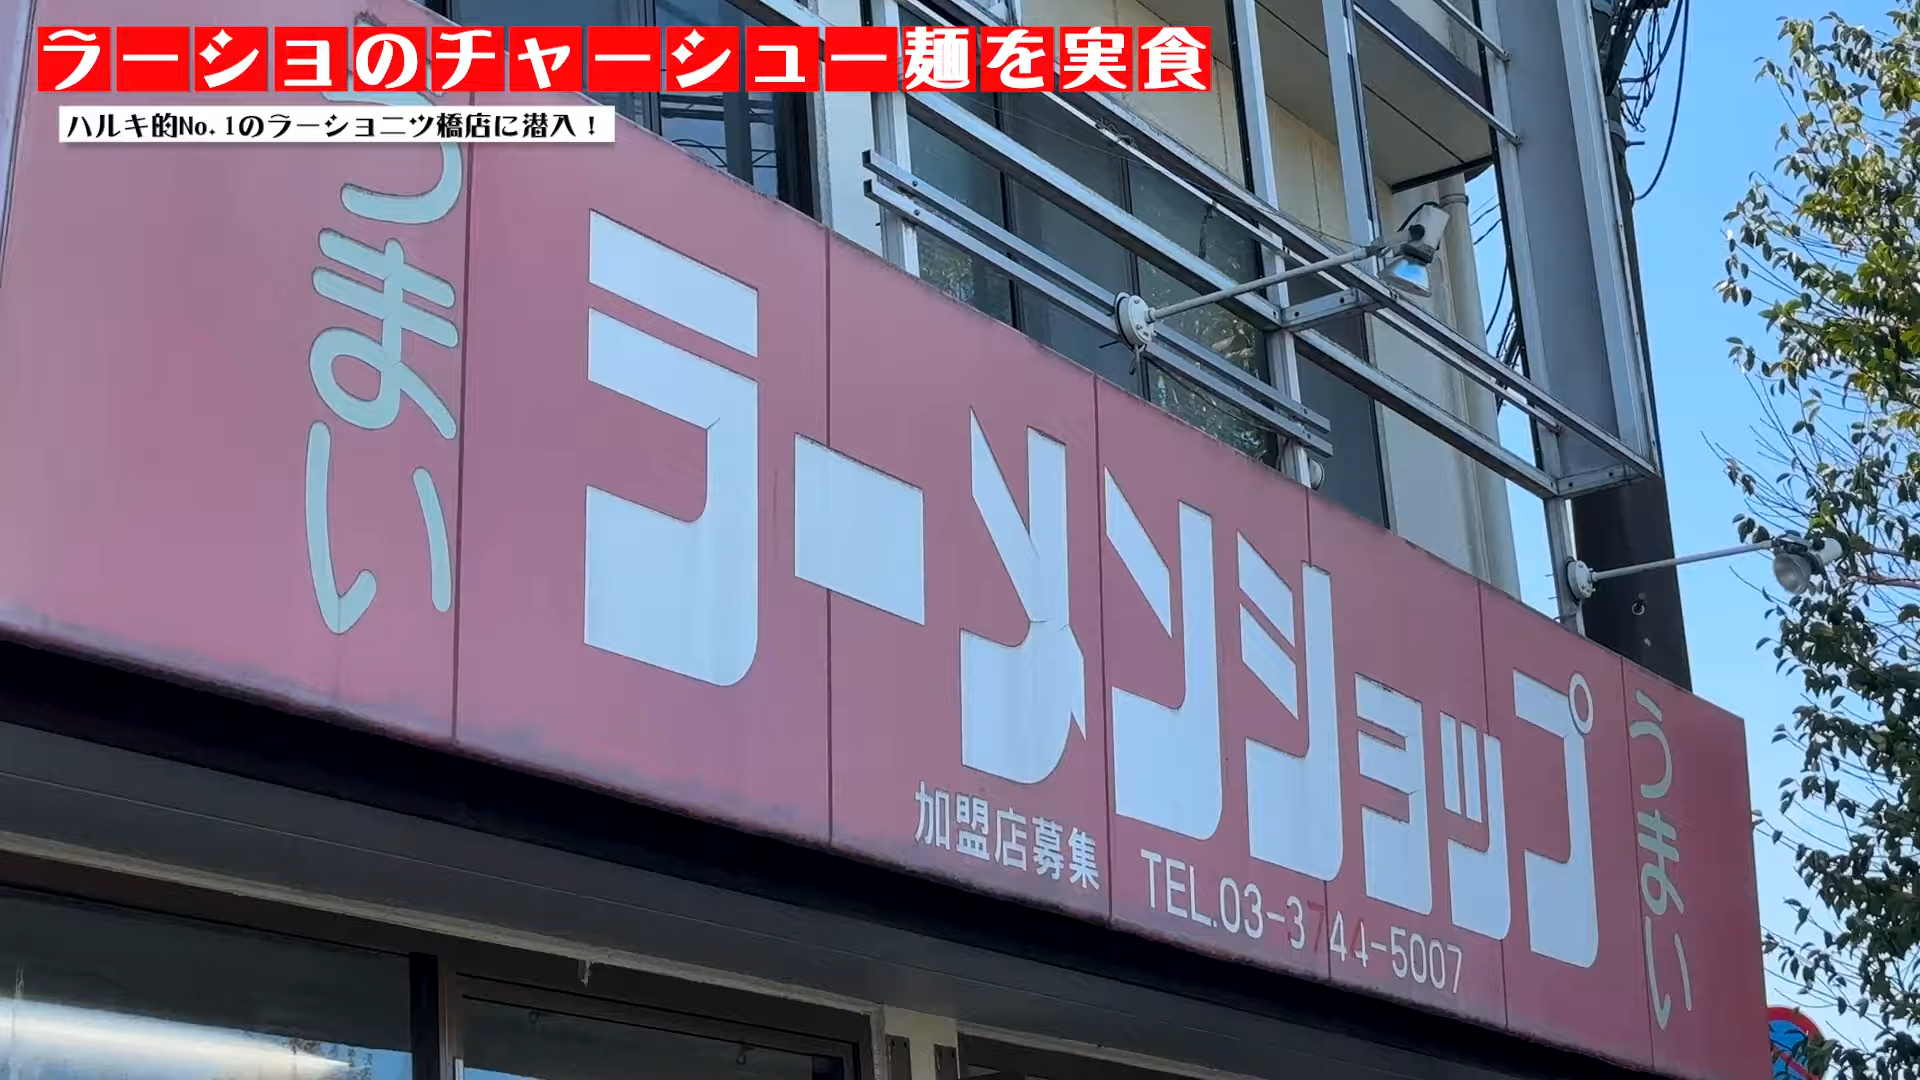 ラーショのチャーシュー麺を実食
ハルキ的No.1のラーショ二ツ橋店に潜入！
うまい
ラーメンショップ
うまい
加盟店募集
TEL.03-3744-5007